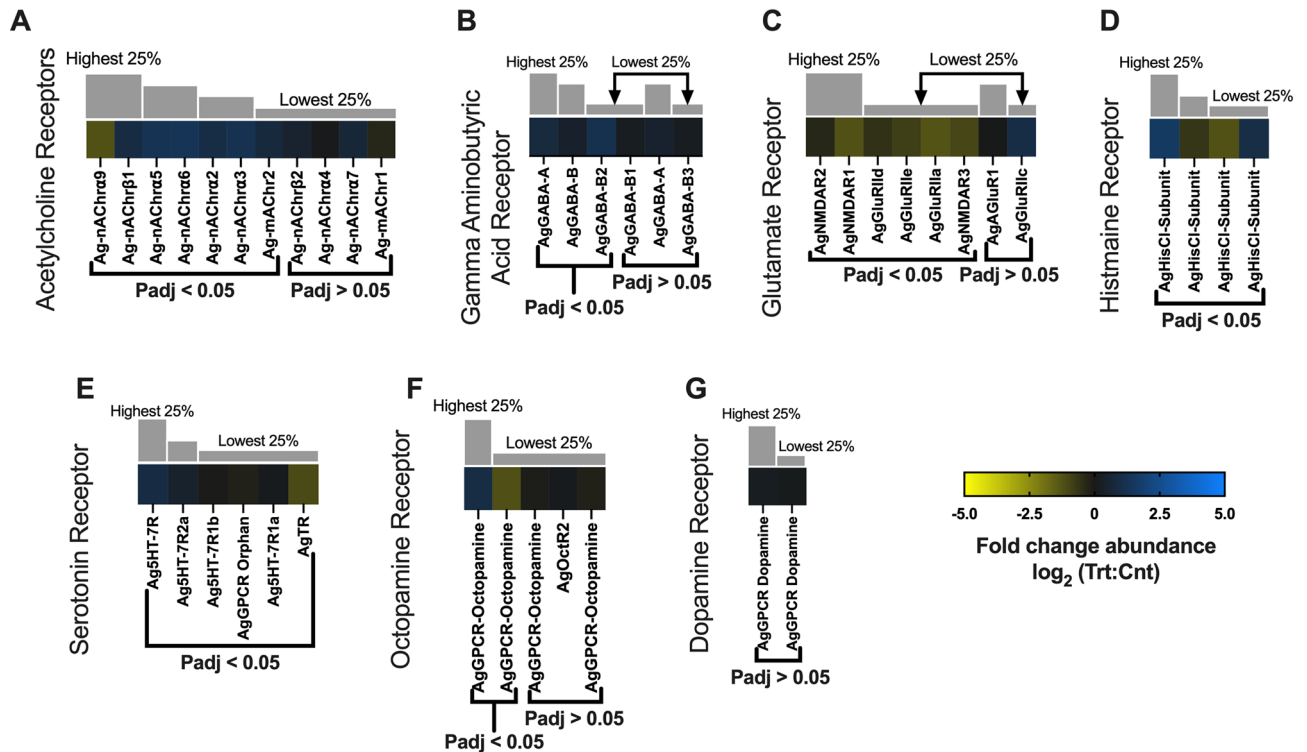 A
Acetylcholine Receptors
Highest 25%
Lowest 25%
Ag-nAChrα9
Ag-nAChrβ1
Ag-nAChrα5
Ag-nAChrα6
Ag-nAChrα2
Ag-nAChrα3
Ag-mAChr2
Ag-nAChrβ2
Ag-nAChrα4
Ag-nAChrα7
Ag-mAChr1
Padj < 0.05
Padj > 0.05
B
Gamma Aminobutyric
Acid Receptor
Highest 25%
Lowest 25%
AgGABA-A
AgGABA-B
AgGABA-B2
AgGABA-B1
AgGABA-A
AgGABA-B3
Padj > 0.05
Padj < 0.05
C
Glutamate Receptor
Highest 25%
Lowest 25%
AgNMDAR2
AgNMDAR1
AgGluRIId
AgGluRIIe
AgGluRIIa
AgNMDAR3
AgAGluR1
AgGluRIIc
Padj < 0.05
Padj > 0.05
D
Histmaine Receptor
Highest 25%
Lowest 25%
AgHisCl-Subunit
AgHisCl-Subunit
AgHisCl-Subunit
AgHisCl-Subunit
Padj < 0.05
E
Serotonin Receptor
Highest 25%
Lowest 25%
Ag5HT-7R
Ag5HT-7R2a
Ag5HT-7R1b
AgGPCR Orphan
Ag5HT-7R1a
AgTR
Padj < 0.05
F
Octopamine Receptor
Highest 25%
Lowest 25%
AgGPCR-Octopamine
AgGPCR-Octopamine
AgGPCR-Octopamine
AgOctR2
AgGPCR-Octopamine
Padj > 0.05
Padj < 0.05
G
Dopamine Receptor
Highest 25%
Lowest 25%
AgGPCR Dopamine
AgGPCR Dopamine
Padj > 0.05
-5.0 -2.5 0 2.5 5.0
Fold change abundance
log2 (Trt:Cnt)